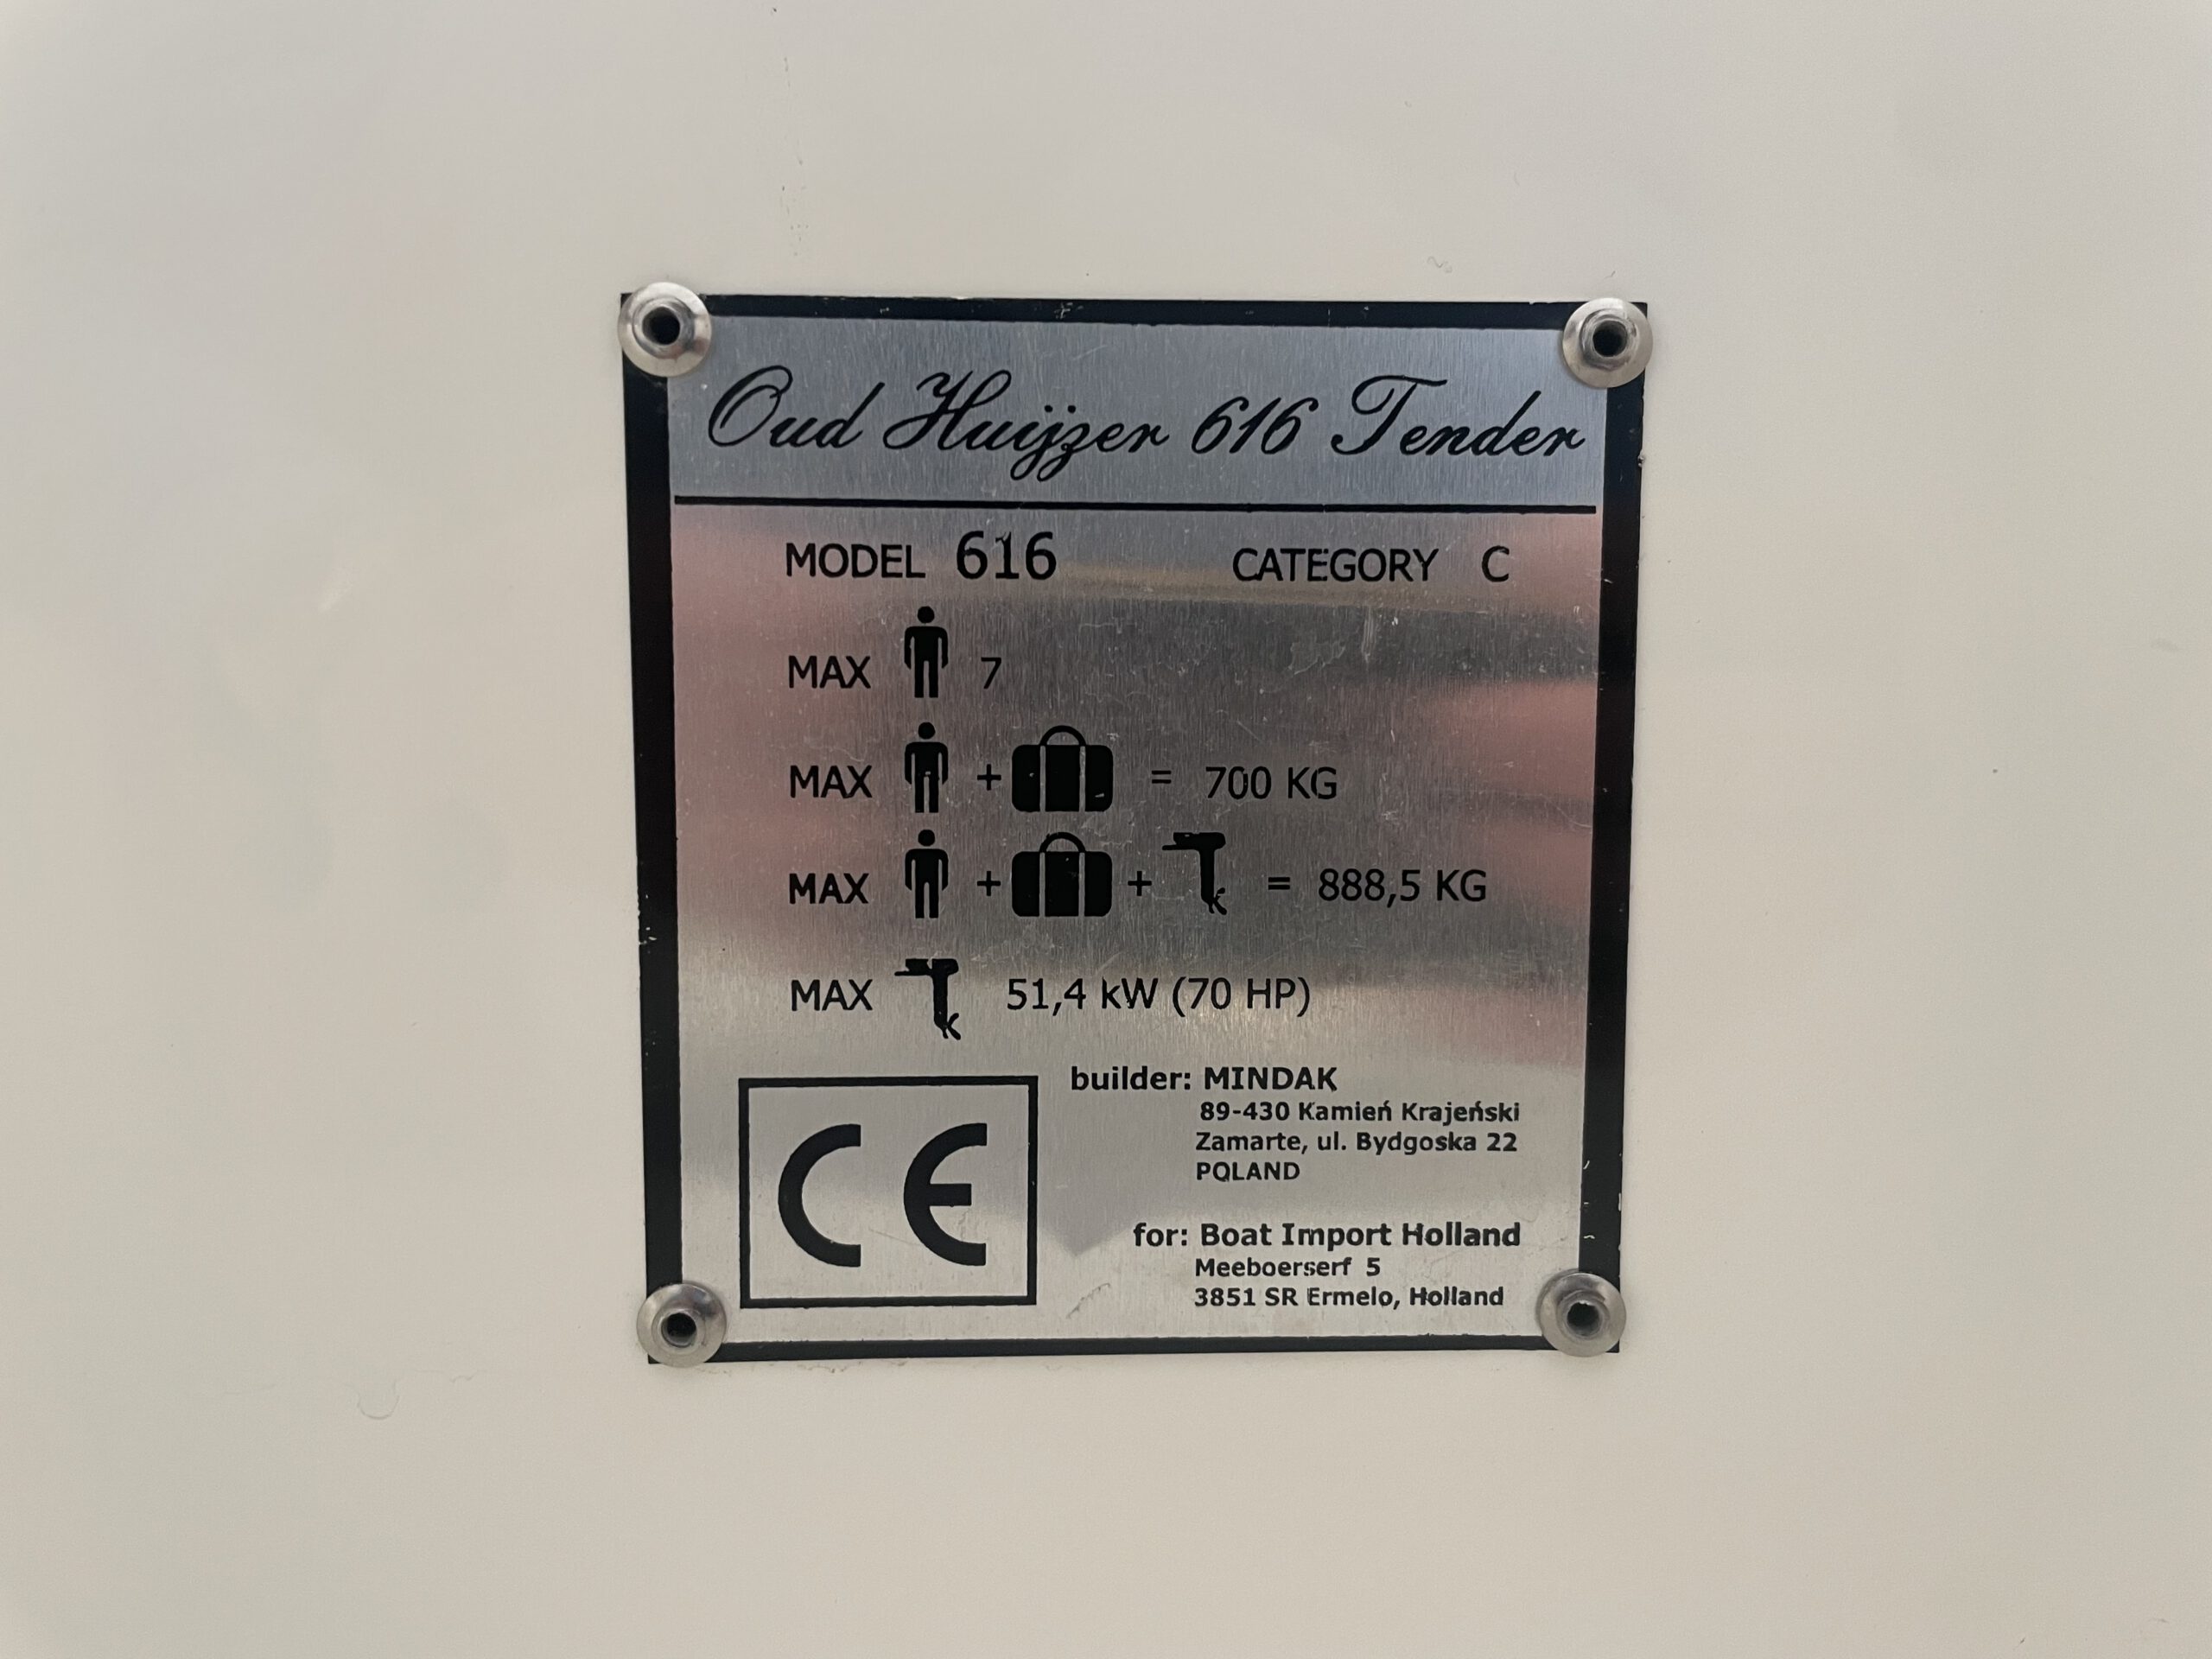 Oud Huijzer 616 Tender
MODEL 616 CATEGORY C
MAX 7
MAX + = 700 KG
MAX + + = 888,5 KG
MAX 51,4 kW (70 HP)
builder: MINDAK
89-430 Kamień Krajeński
Zamarte, ul. Bydgoska 22
POLAND
CE
for: Boat Import Holland
Meeboerserf 5
3851 SR Ermelo, Holland